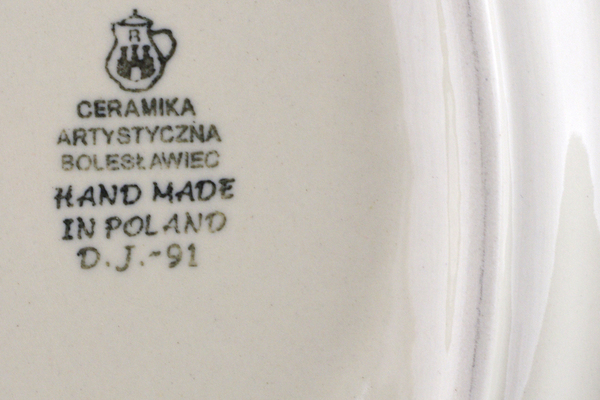 B
CERAMIKA
ARTYSTYCZNA
BOLESŁAWIEC
HAND MADE
IN POLAND
D.J.-91